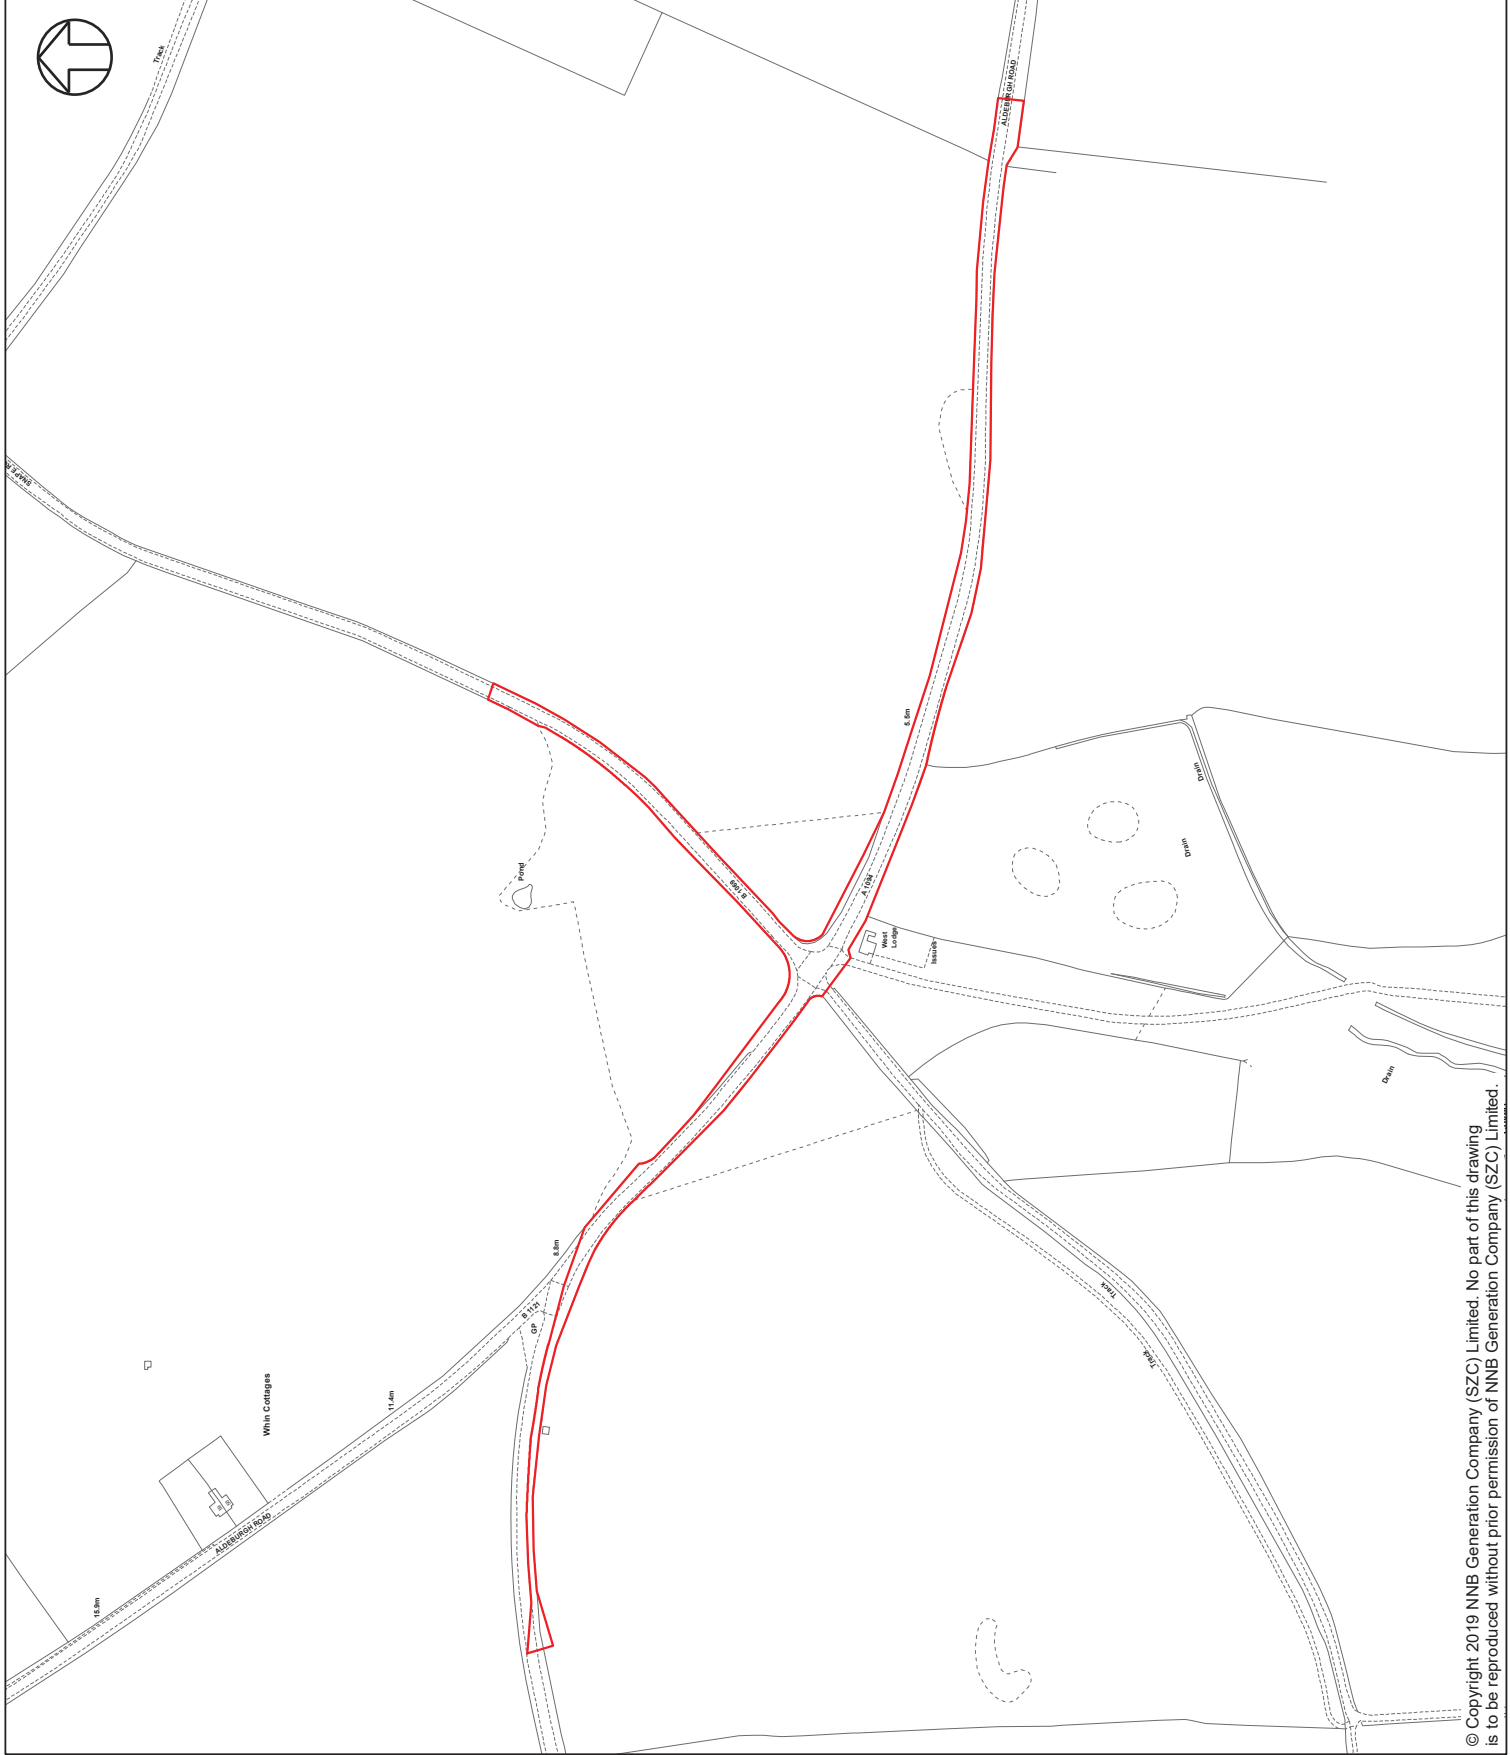 Track
ALDEBURGH ROAD
SNAPE R
5.5m
Pond
B 1069
A 1094
West
Lodge
Issues
Drain
Drain
Drain
8.8m
B 1121
GP
Whin Cottages
11.4m
ALDEBURGH ROAD
15.9m
Track
Track
© Copyright 2019 NNB Generation Company (SZC) Limited. No part of this drawing
is to be reproduced without prior permission of NNB Generation Company (SZC) Limited.